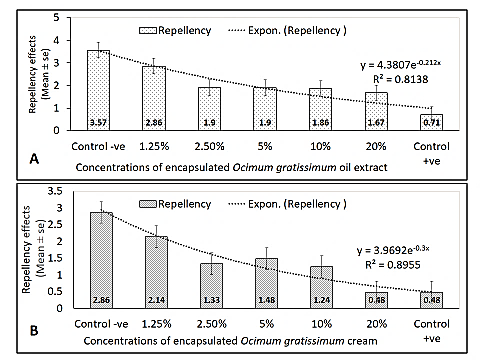 Repellency Expon. (Repellency )
5
4
3
2
1
0
Repellency effects
(Mean ± se)
y = 4.3807e-0.212x
R² = 0.8138
3.57 2.86 1.9 1.9 1.86 1.67 0.71
A
Control -ve 1.25% 2.50% 5% 10% 20% Control +ve
Concentrations of encapsulated Ocimum gratissimum oil extract
Repellency Expon. (Repellency )
3.5
3
2.5
2
1.5
1
0.5
0
Repellency effects
(Mean ± se)
y = 3.9692e-0.3x
R² = 0.8955
2.86 2.14 1.33 1.48 1.24 0.48 0.48
B
Control -ve 1.25% 2.50% 5% 10% 20% Control +ve
Concentrations of encapsulated Ocimum gratissimum cream